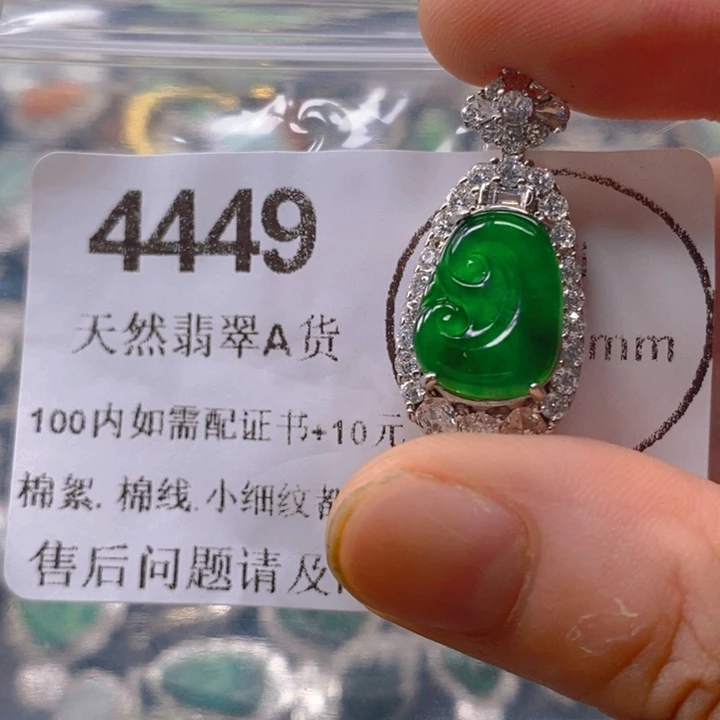 4449
天然翡翠A货
mm
100内如需配证书+10元
棉絮.棉线.小细纹都
售后问题请及